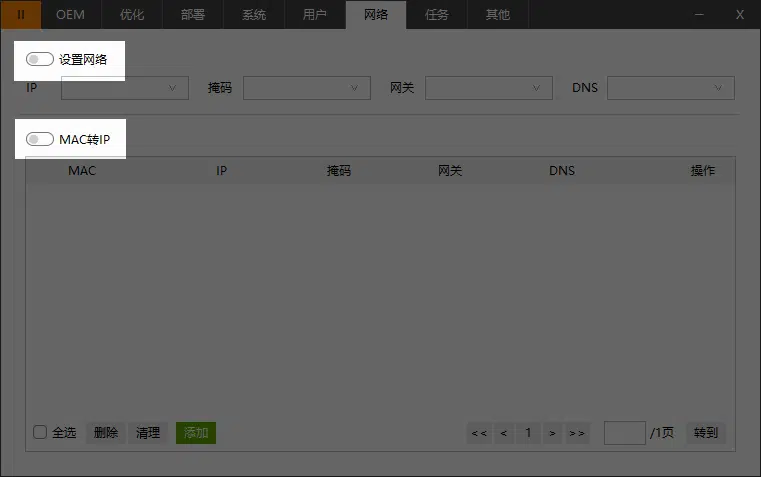 II OEM 优化 部署 系统 用户 网络 任务 其他 － X
设置网络
IP 掩码 网关 DNS
MAC转IP
MAC IP 掩码 网关 DNS 操作
全选 删除 清理 添加 << < 1 > >> /1页 转到